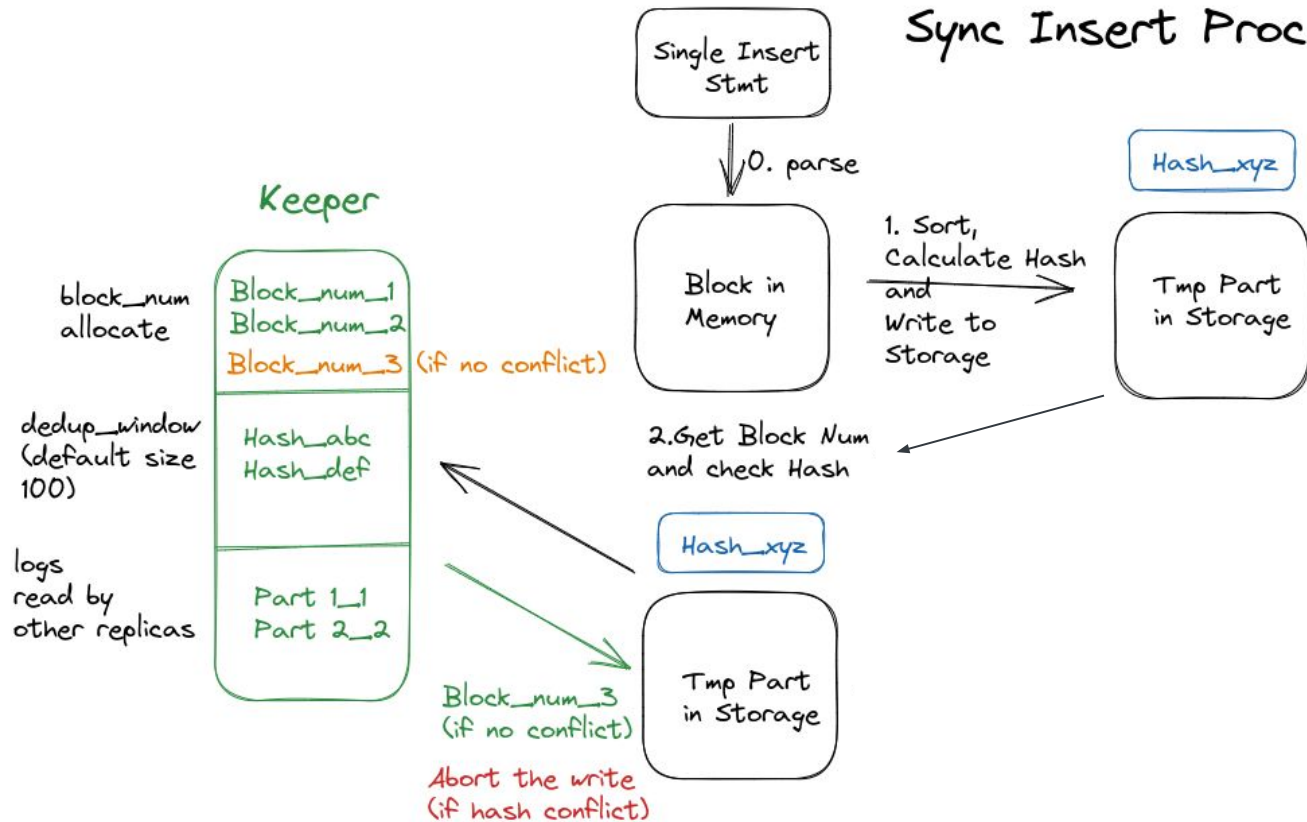 Sync Insert Proc
Single Insert
Stmt
0. parse
Hash_xyz
Keeper
block_num
allocate
Block_num_1
Block_num_2
Block_num_3 (if no conflict)
Block in
Memory
1. Sort,
Calculate Hash
and
Write to
Storage
Tmp Part
in Storage
dedup_window
(default size
100)
Hash_abc
Hash_def
2.Get Block Num
and check Hash
Hash_xyz
logs
read by
other replicas
Part 1_1
Part 2_2
Tmp Part
in Storage
Block_num_3
(if no conflict)
Abort the write
(if hash conflict)